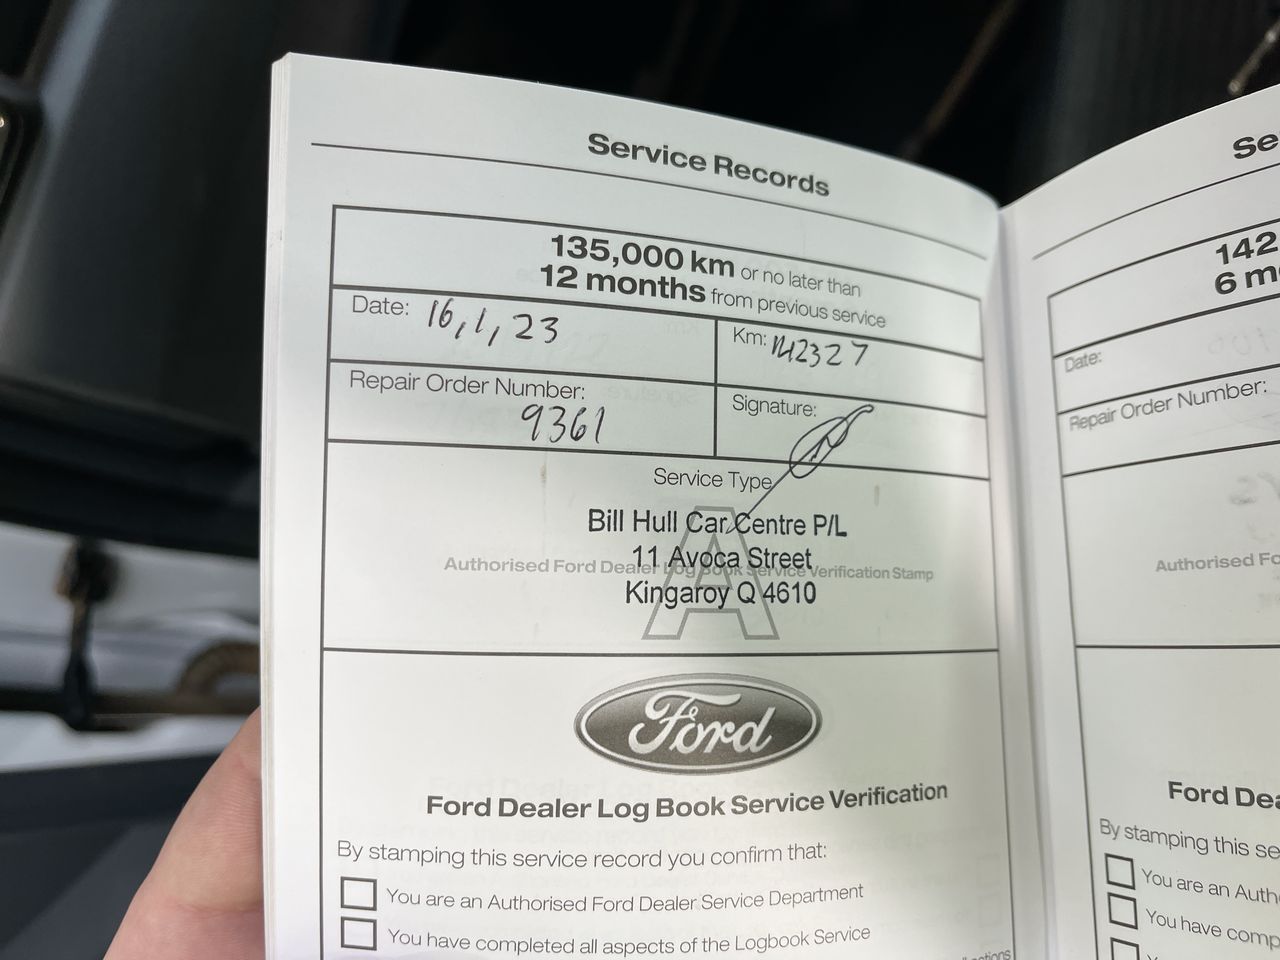 Service Records
135,000 km or no later than
12 months from previous service
Date: 16, 1, 23
Km: 142327
Repair Order Number:
9361
Signature:
Service Type
A
Bill Hull Car Centre P/L
11 Avoca Street
Authorised Ford Dealer Log Book Service Verification Stamp
Kingaroy Q 4610
Ford
Ford Dealer Log Book Service Verification
By stamping this service record you confirm that:
You are an Authorised Ford Dealer Service Department
You have completed all aspects of the Logbook Service
Se
142
6 m
Date:
Repair Order Number:
Authorised Fo
Ford Dea
By stamping this se
You are an Auth
You have comp